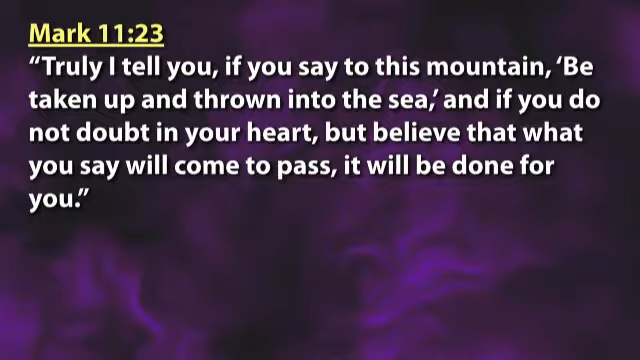 Mark 11:23
“Truly I tell you, if you say to this mountain, ‘Be
taken up and thrown into the sea,’ and if you do
not doubt in your heart, but believe that what
you say will come to pass, it will be done for
you.”